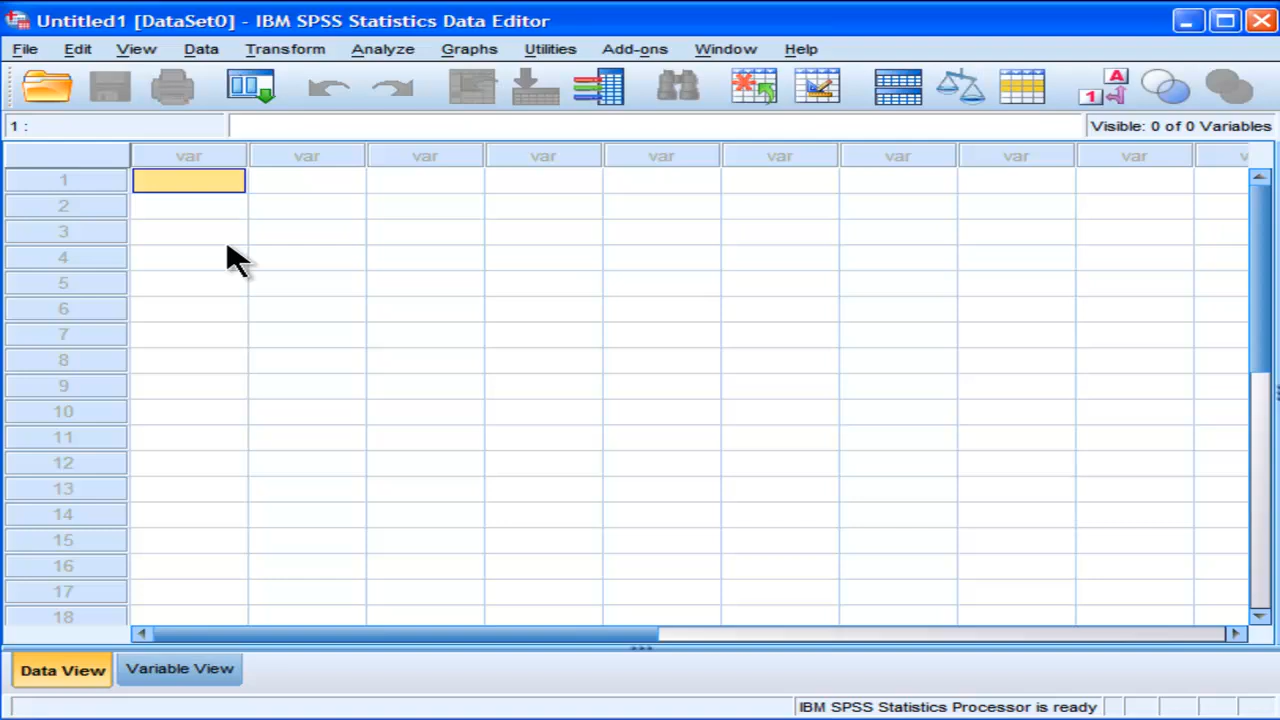 Untitled1 [DataSet0] - IBM SPSS Statistics Data Editor
File Edit View Data Transform Analyze Graphs Utilities Add-ons Window Help
A
1
1 : Visible: 0 of 0 Variables
var var var var var var var var var v
1
2
3
4
5
6
7
8
9
10
11
12
13
14
15
16
17
18
Data View Variable View
IBM SPSS Statistics Processor is ready